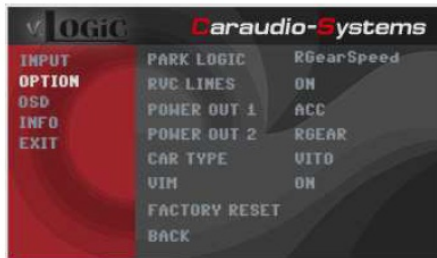 v.LOGiC Caraudio-Systems
INPUT
OPTION
OSD
INFO
EXIT
PARK LOGIC RGearSpeed
RVC LINES ON
POWER OUT 1 ACC
POWER OUT 2 RGEAR
CAR TYPE VITO
VIM ON
FACTORY RESET
BACK